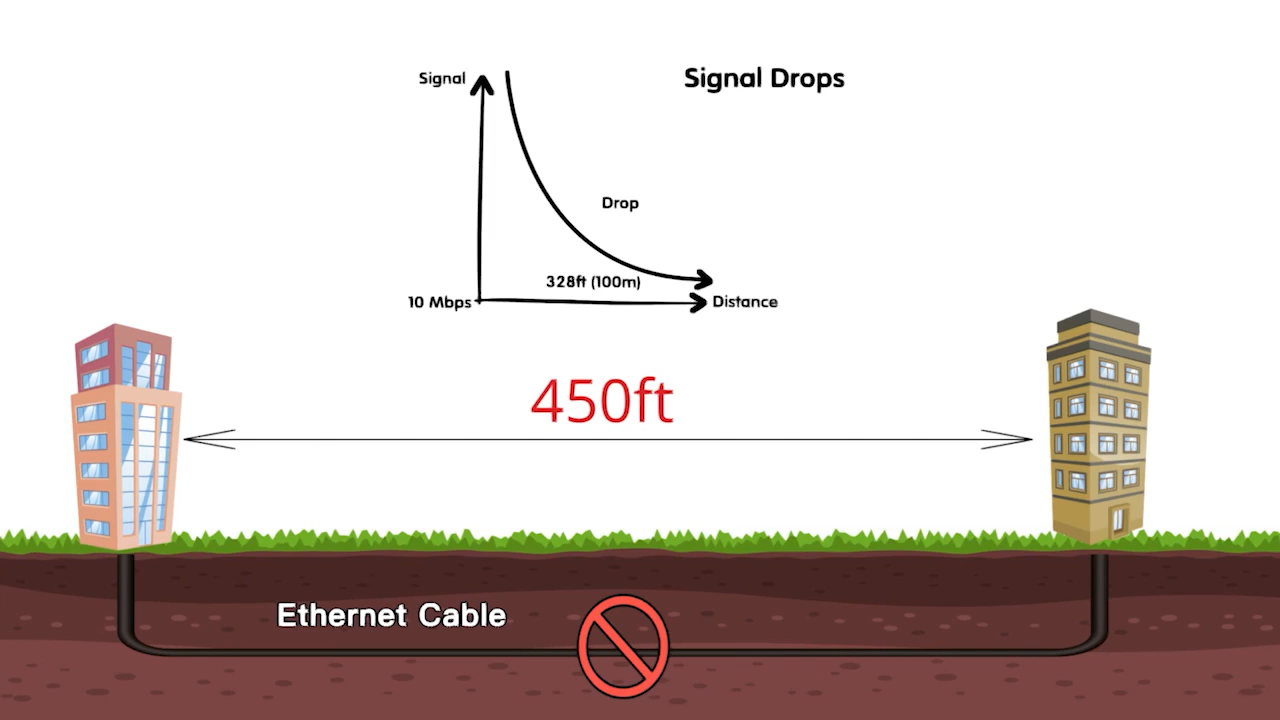 Signal
Signal Drops
Drop
328ft (100m)
10 Mbps
Distance
450ft
Ethernet Cable